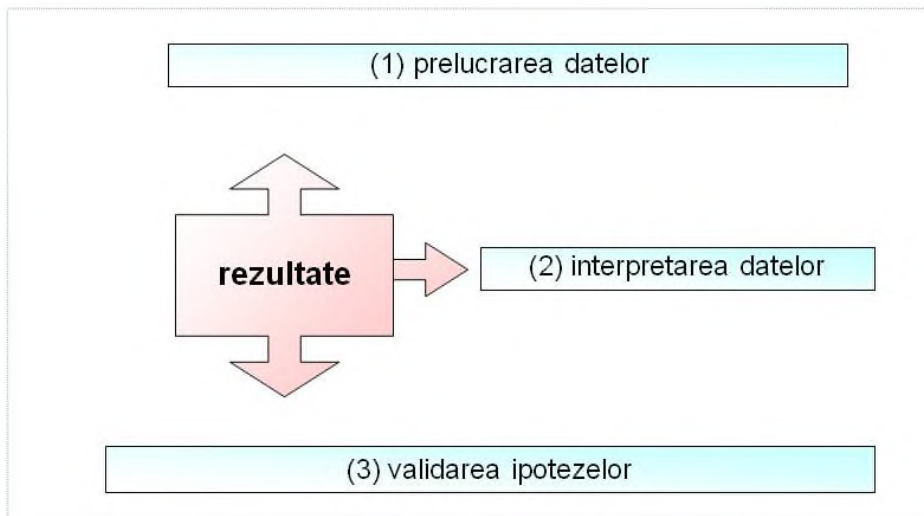 (1) prelucrarea datelor
rezultate
(2) interpretarea datelor
(3) validarea ipotezelor